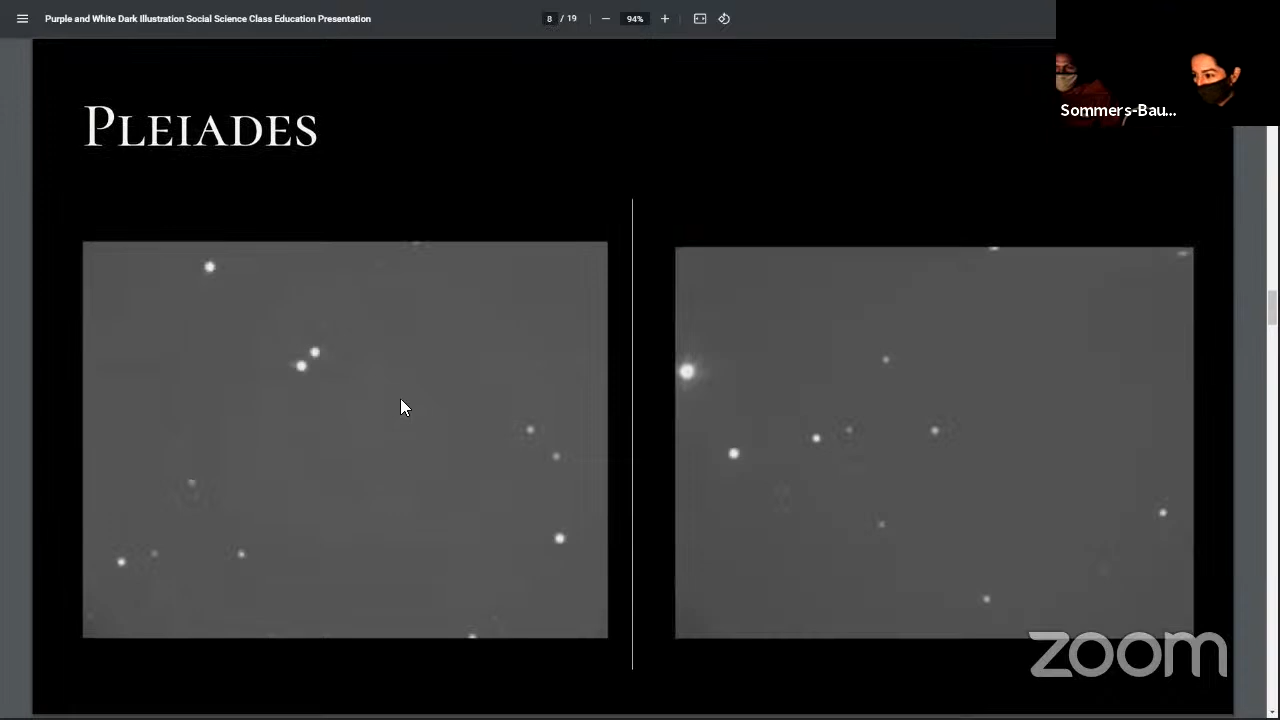 Purple and White Dark Illustration Social Science Class Education Presentation
8 / 19
94%
Sommers-Bau...
PLEIADES
zoom